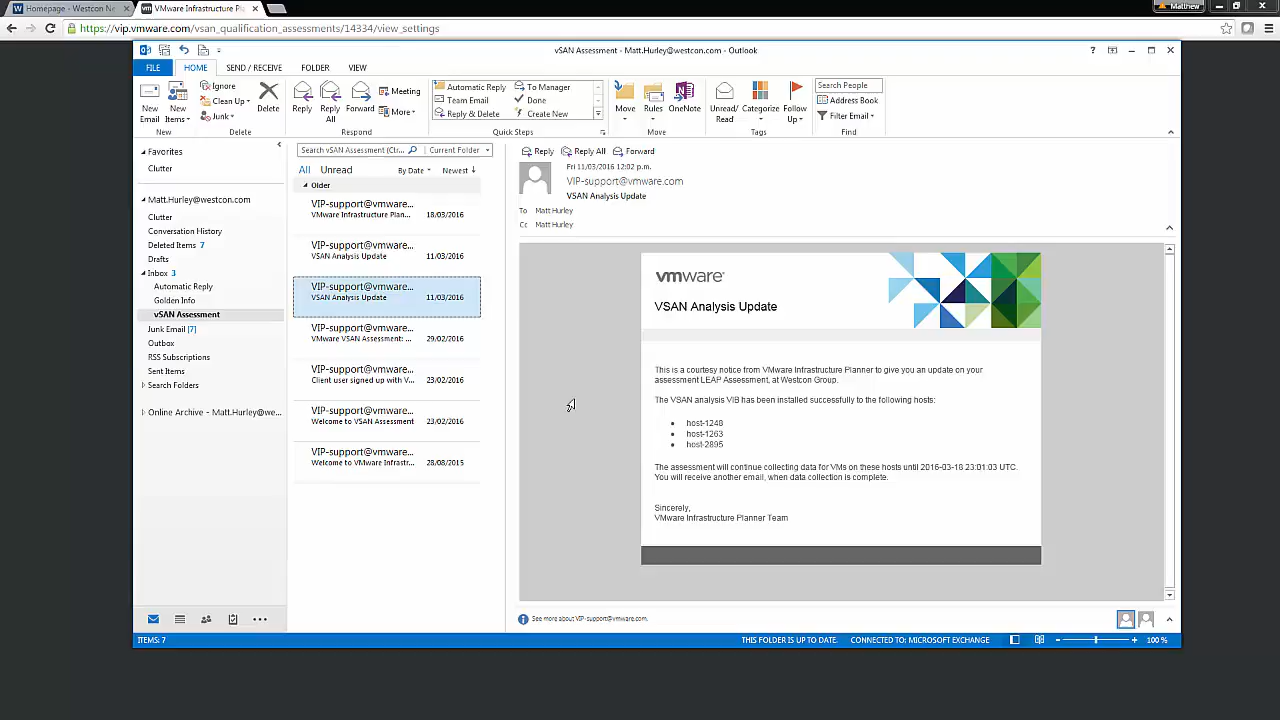 Homepage - Westcon Ne
VMware Infrastructure Pl
Matthew
https://vip.vmware.com/vsan_qualification_assessments/14334/view_settings
vSAN Assessment - Matt.Hurley@westcon.com - Outlook
FILE
HOME
SEND / RECEIVE
FOLDER
VIEW
New Email
New Items
New
Ignore
Clean Up
Junk
Delete
Delete
Reply
Reply All
Forward
Meeting
More
Respond
Automatic Reply
Team Email
Reply & Delete
To Manager
Done
Create New
Quick Steps
Move
Rules
OneNote
Move
Unread/ Read
Categorize
Follow Up
Tags
Search People
Address Book
Filter Email
Find
Favorites
Clutter
Matt.Hurley@westcon.com
Clutter
Conversation History
Deleted Items 7
Drafts
Inbox 3
Automatic Reply
Golden Info
vSAN Assessment
Junk Email [7]
Outbox
RSS Subscriptions
Sent Items
Search Folders
Online Archive - Matt.Hurley@we...
Search vSAN Assessment (Ctr...
Current Folder
All
Unread
By Date
Newest
Older
VIP-support@vmware...
VMware Infrastructure Plan... 18/03/2016
VIP-support@vmware...
VSAN Analysis Update 11/03/2016
VIP-support@vmware...
VSAN Analysis Update 11/03/2016
VIP-support@vmware...
VMware VSAN Assessment: ... 29/02/2016
VIP-support@vmware...
Client user signed up with V... 23/02/2016
VIP-support@vmware...
Welcome to VSAN Assessment 23/02/2016
VIP-support@vmware...
Welcome to VMware Infrastr... 28/08/2015
Reply
Reply All
Forward
Fri 11/03/2016 12:02 p.m.
VIP-support@vmware.com
VSAN Analysis Update
To Matt Hurley
Cc Matt Hurley
vmware
VSAN Analysis Update
This is a courtesy notice from VMware Infrastructure Planner to give you an update on your
assessment LEAP Assessment, at Westcon Group.
The VSAN analysis VIB has been installed successfully to the following hosts:
• host-1248
• host-1263
• host-2895
The assessment will continue collecting data for VMs on these hosts until 2016-03-18 23:01:03 UTC.
You will receive another email, when data collection is complete.
Sincerely,
VMware Infrastructure Planner Team
See more about VIP-support@vmware.com.
ITEMS: 7
THIS FOLDER IS UP TO DATE.
CONNECTED TO: MICROSOFT EXCHANGE
100 %